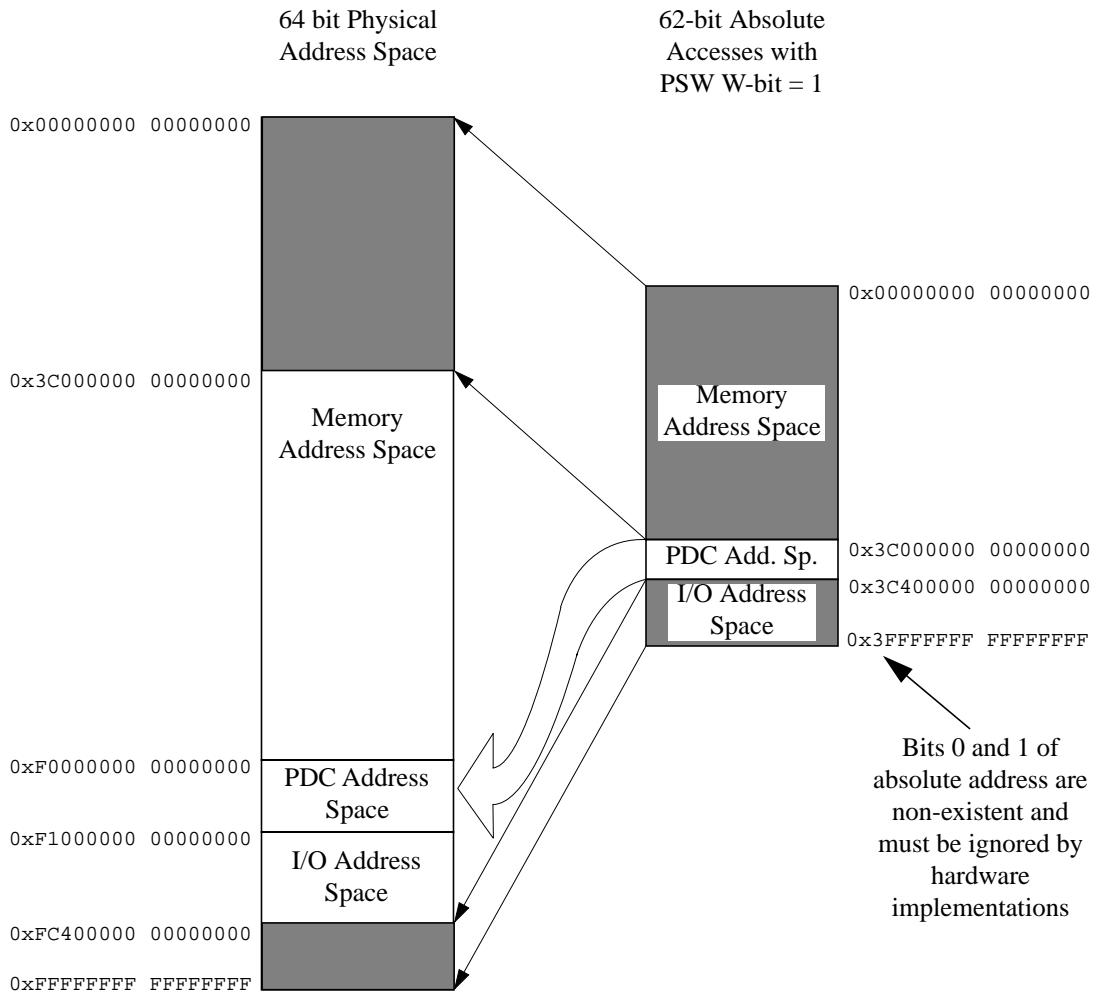 64 bit Physical
Address Space
62-bit Absolute
Accesses with
PSW W-bit = 1
0x00000000 00000000
0x00000000 00000000
0x3C000000 00000000
Memory
Address Space
Memory
Address Space
PDC Add. Sp.
0x3C000000 00000000
0x3C400000 00000000
I/O Address
Space
0x3FFFFFFF FFFFFFFF
Bits 0 and 1 of
absolute address are
non-existent and
must be ignored by
hardware
implementations
0xF0000000 00000000
PDC Address
Space
0xF1000000 00000000
I/O Address
Space
0xFC400000 00000000
0xFFFFFFFF FFFFFFFF